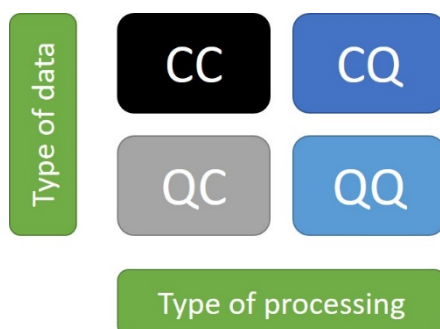 Type of data
CC
CQ
QC
QQ
Type of processing